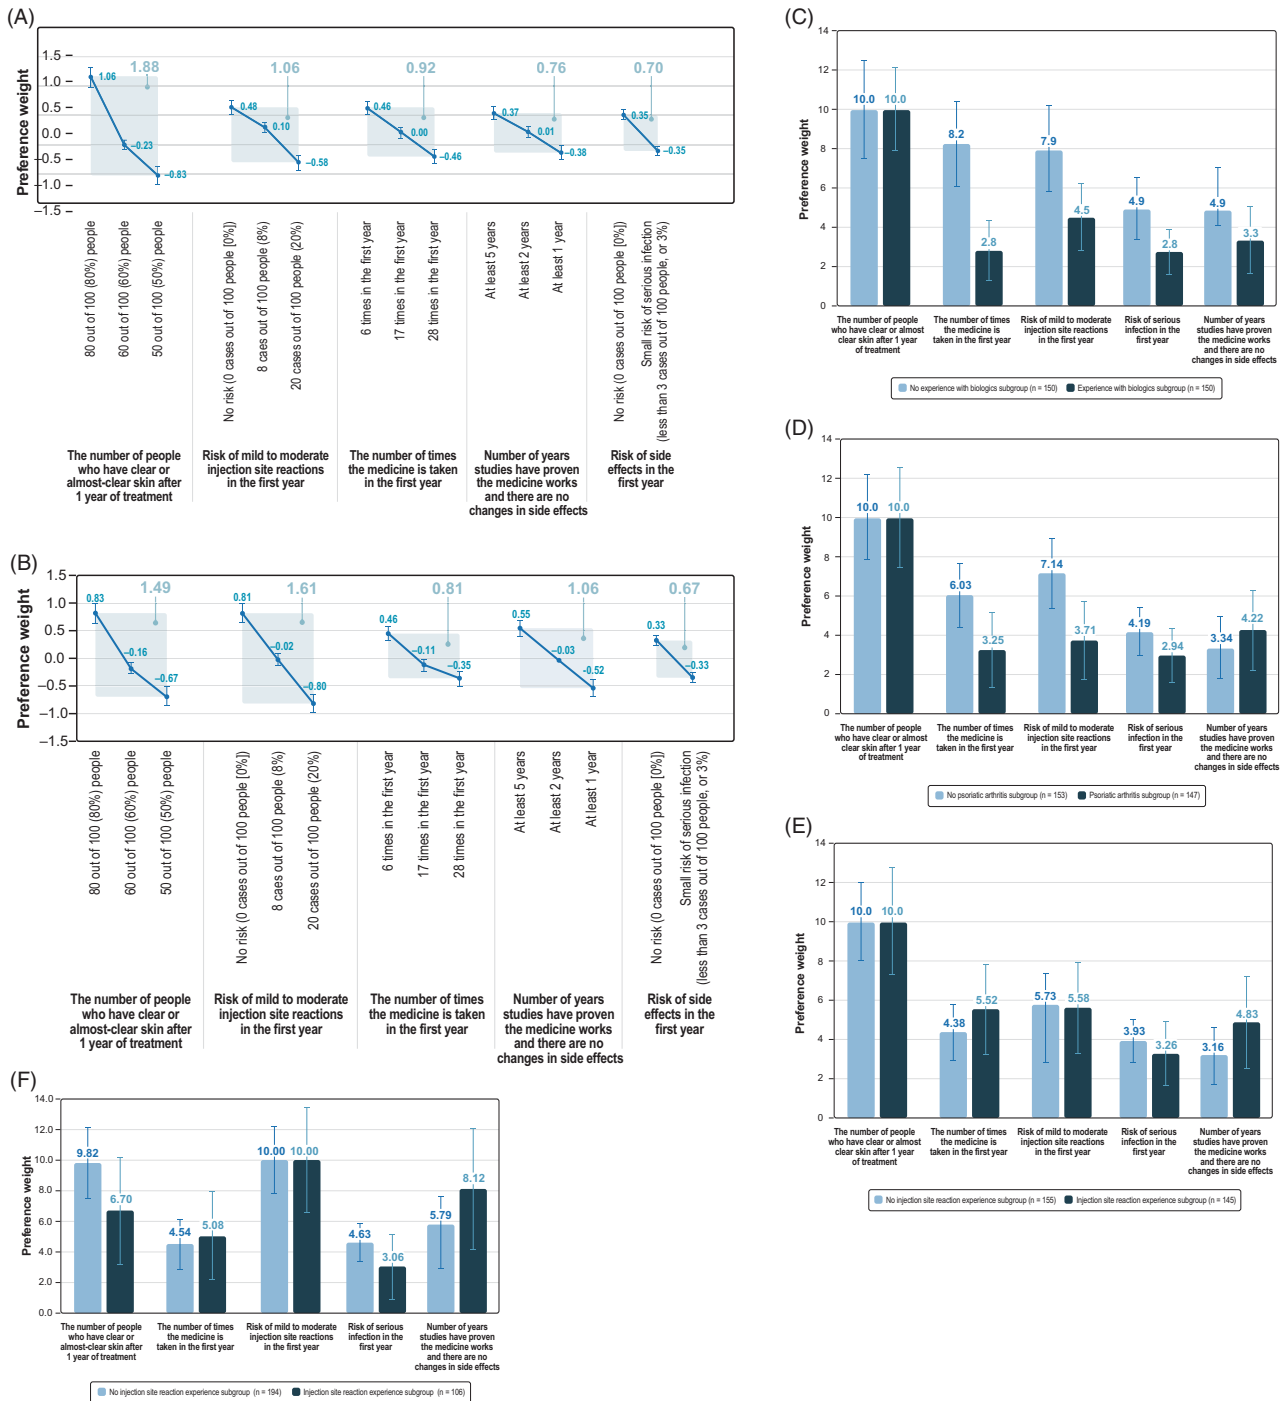 (A)
Preference weight
1.5
1.0
0.5
0.0
–0.5
–1.0
–1.5
1.88
1.06
–0.23
–0.83
1.06
0.48
0.10
–0.58
0.92
0.46
0.00
–0.46
0.76
0.37
0.01
–0.38
0.70
0.35
–0.35
80 out of 100 (80%) people
60 out of 100 (60%) people
50 out of 100 (50%) people
No risk (0 cases out of 100 people [0%])
8 caes out of 100 people (8%)
20 cases out of 100 people (20%)
6 times in the first year
17 times in the first year
28 times in the first year
At least 5 years
At least 2 years
At least 1 year
No risk (0 cases out of 100 people [0%])
Small risk of serious infection
(less than 3 cases out of 100 people, or 3%)
The number of people
who have clear or
almost-clear skin after
1 year of treatment
Risk of mild to moderate
injection site reactions
in the first year
The number of times
the medicine is taken
in the first year
Number of years
studies have proven
the medicine works
and there are no
changes in side effects
Risk of side
effects in the
first year
(B)
Preference weight
1.5
1.0
0.5
0.0
–0.5
–1.0
–1.5
1.49
0.83
–0.16
–0.67
1.61
0.81
–0.02
–0.80
0.81
0.46
–0.11
–0.35
1.06
0.55
–0.03
–0.52
0.67
0.33
–0.33
80 out of 100 (80%) people
60 out of 100 (60%) people
50 out of 100 (50%) people
No risk (0 cases out of 100 people [0%])
8 caes out of 100 people (8%)
20 cases out of 100 people (20%)
6 times in the first year
17 times in the first year
28 times in the first year
At least 5 years
At least 2 years
At least 1 year
No risk (0 cases out of 100 people [0%])
Small risk of serious infection
(less than 3 cases out of 100 people, or 3%)
The number of people
who have clear or
almost-clear skin after
1 year of treatment
Risk of mild to moderate
injection site reactions
in the first year
The number of times
the medicine is taken
in the first year
Number of years
studies have proven
the medicine works
and there are no
changes in side effects
Risk of side
effects in the
first year
(C)
Preference weight
14
12
10
8
6
4
2
0
10.0
10.0
8.2
2.8
7.9
4.5
4.9
2.8
4.9
3.3
The number of people
who have clear or almost
clear skin after 1 year
of treatment
The number of times
the medicine is
taken in the first year
Risk of mild to moderate
injection site reactions
in the first year
Risk of serious
infection in the
first year
Number of years
studies have proven
the medicine works
and there are no
changes in side effects
No experience with biologics subgroup (n = 150)
Experience with biologics subgroup (n = 150)
(D)
Preference weight
14
12
10
8
6
4
2
0
10.0
10.0
6.03
3.25
7.14
3.71
4.19
2.94
3.34
4.22
The number of people
who have clear or almost
clear skin after 1 year
of treatment
The number of times
the medicine is
taken in the first year
Risk of mild to moderate
injection site reactions
in the first year
Risk of serious
infection in the
first year
Number of years
studies have proven
the medicine works
and there are no
changes in side effects
No psoriatic arthritis subgroup (n = 153)
Psoriatic arthritis subgroup (n = 147)
(E)
Preference weight
14
12
10
8
6
4
2
0
10.0
10.0
4.38
5.52
5.73
5.58
3.93
3.26
3.16
4.83
The number of people
who have clear or almost
clear skin after 1 year
of treatment
The number of times
the medicine is
taken in the first year
Risk of mild to moderate
injection site reactions
in the first year
Risk of serious
infection in the
first year
Number of years
studies have proven
the medicine works
and there are no
changes in side effects
No injection site reaction experience subgroup (n = 155)
Injection site reaction experience subgroup (n = 145)
(F)
Preference weight
14.0
12.0
10.0
8.0
6.0
4.0
2.0
0.0
9.82
6.70
4.54
5.08
10.00
10.00
4.63
3.06
5.79
8.12
The number of people
who have clear or
almost-clear skin after
1 year of treatment
The number of times
the medicine is
taken in the first year
Risk of mild to moderate
injection site reactions
in the first year
Risk of serious
infection in the
first year
Number of years
studies have proven
the medicine works
and there are no
changes in side effects
No injection site reaction experience subgroup (n = 194)
Injection site reaction experience subgroup (n = 106)